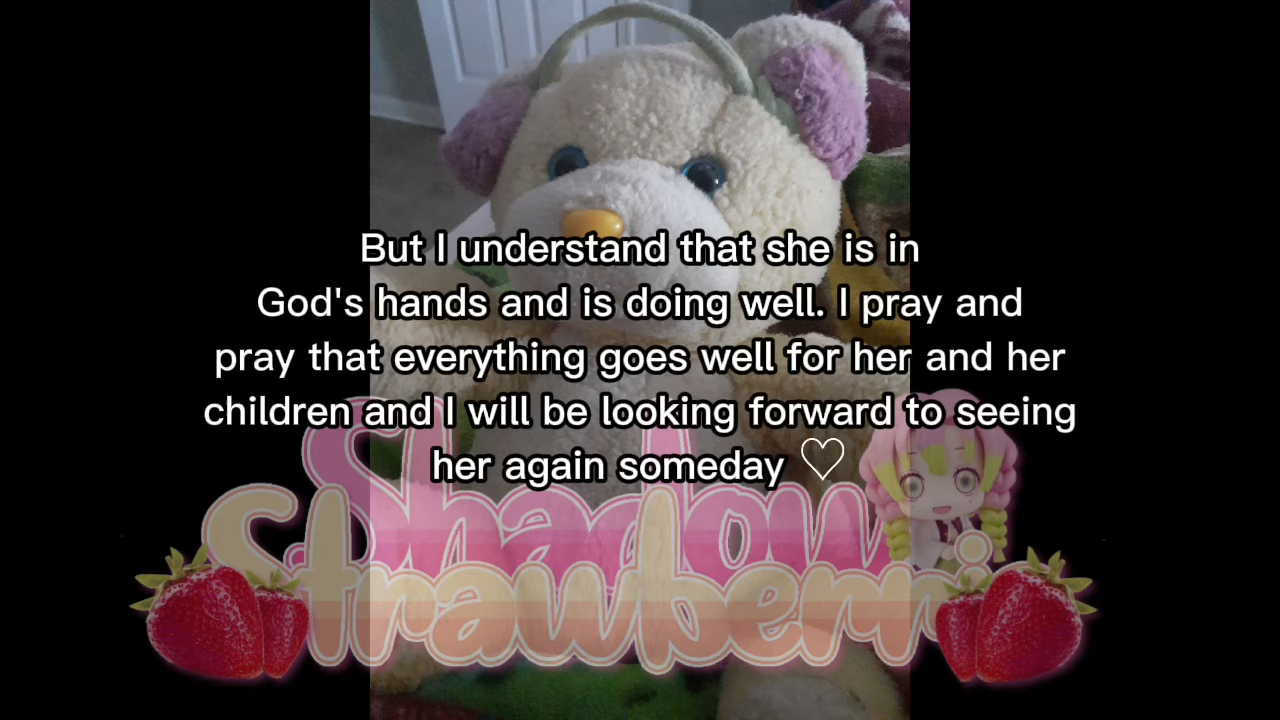 But I understand that she is in
God's hands and is doing well. I pray and
pray that everything goes well for her and her
children and I will be looking forward to seeing
her again someday ♡
Shadow
Strawberri